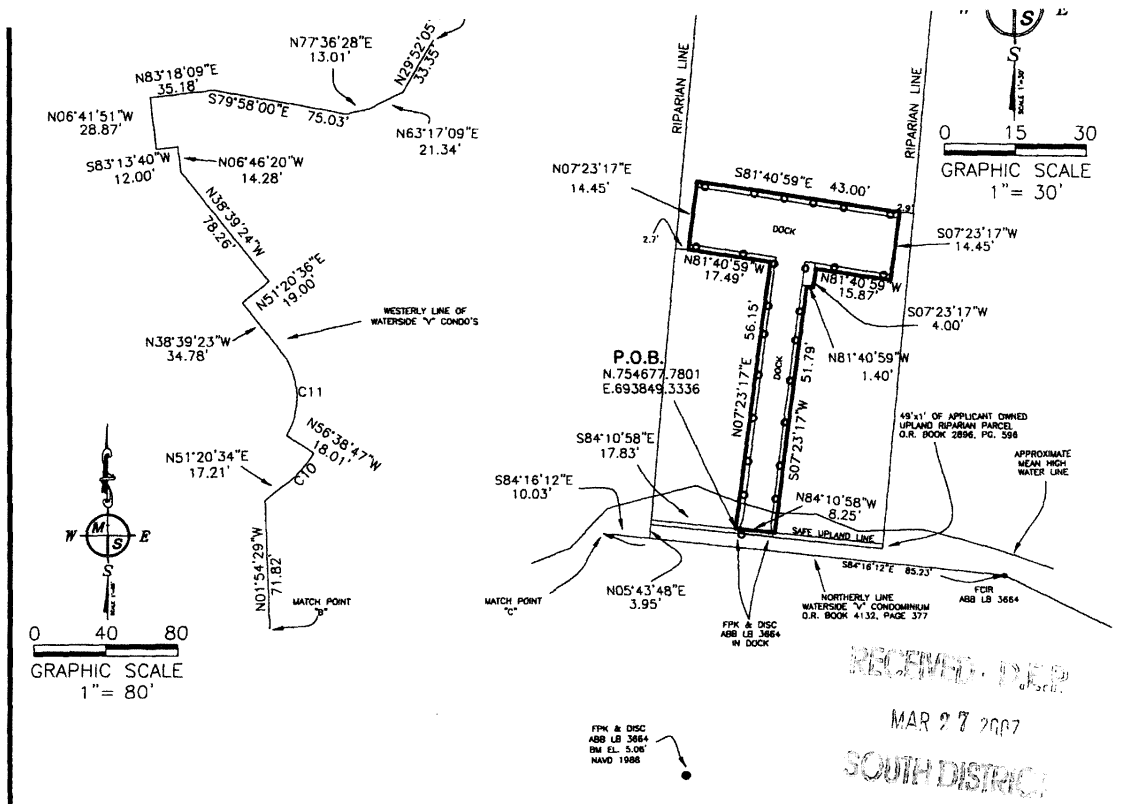 N77°36'28"E
13.01'
N29°52'05"
33.35'
N83°18'09"E
35.18'
S79°58'00"E
75.03'
N06°41'51"W
28.87'
N63°17'09"E
21.34'
S83°13'40"W
12.00'
N06°46'20"W
14.28'
N38°39'24"W
78.26'
N51°20'36"E
19.00'
WESTERLY LINE OF
WATERSIDE "V" CONDO'S
N38°39'23"W
34.78'
C11
N56°38'47"W
18.01'
C10
N51°20'34"E
17.21'
N01°54'29"W
71.82'
MATCH POINT
"B"
W M E
S
S
0 40 80
GRAPHIC SCALE
1"= 80'
W S E
S
SCALE 1"=30'
0 15 30
GRAPHIC SCALE
1"= 30'
RIPARIAN LINE
RIPARIAN LINE
N07°23'17"E
14.45'
S81°40'59"E 43.00'
2.9'
DOCK
S07°23'17"W
14.45'
2.7'
N81°40'59"W
17.49'
N81°40'59"W
15.87'
S07°23'17"W
4.00'
N81°40'59"W
1.40'
56.15'
N07°23'17"E
DOCK
51.79'
S07°23'17"W
P.O.B.
N.754677.7801
E.693849.3336
49'x1' OF APPLICANT OWNED
UPLAND RIPARIAN PARCEL
O.R. BOOK 2896, PG. 596
APPROXIMATE
MEAN HIGH
WATER LINE
S84°10'58"E
17.83'
S84°16'12"E
10.03'
N84°10'58"W
8.25'
SAFE UPLAND LINE
S84°16'12"E 85.23'
FCIR
ABB LB 3664
N05°43'48"E
3.95'
MATCH POINT
"C"
NORTHERLY LINE
WATERSIDE "V" CONDOMINIUM
O.R. BOOK 4132, PAGE 377
FPK & DISC
ABB LB 3664
IN DOCK
FPK & DISC
ABB LB 3664
BM EL. 5.06'
NAVD 1988
RECEIVED - D.E.P.
MAR 27 2007
SOUTH DISTRICT